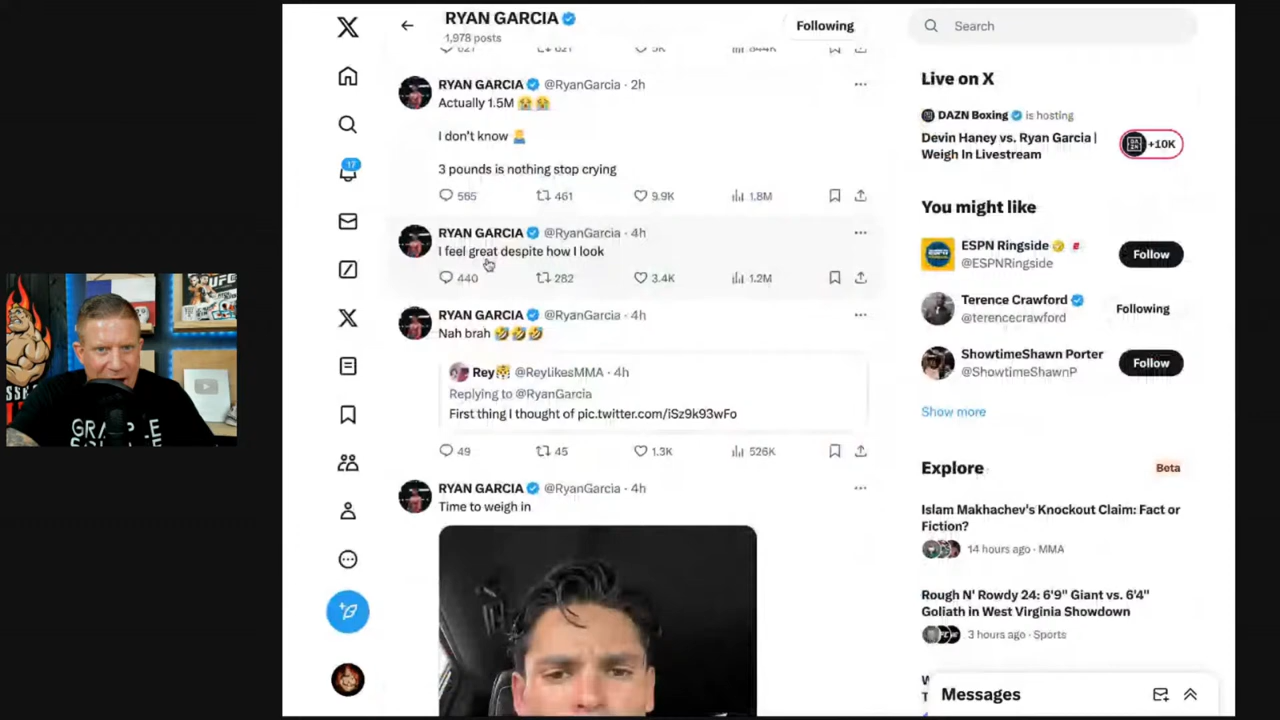 RYAN GARCIA
1,978 posts
Following
Search
RYAN GARCIA @RyanGarcia · 2h
Actually 1.5M 😭😭
I don't know 🤷‍♂️
3 pounds is nothing stop crying
565 461 9.9K 1.8M
RYAN GARCIA @RyanGarcia · 4h
I feel great despite how I look
440 282 3.4K 1.2M
RYAN GARCIA @RyanGarcia · 4h
Nah brah 🤣🤣🤣
Rey🐯 @ReylikesMMA · 4h
Replying to @RyanGarcia
First thing I thought of pic.twitter.com/iSz9k93wFo
49 45 1.3K 526K
RYAN GARCIA @RyanGarcia · 4h
Time to weigh in
17
Live on X
DAZN Boxing is hosting
Devin Haney vs. Ryan Garcia |
Weigh In Livestream
+10K
You might like
ESPN Ringside
@ESPNRingside
Follow
Terence Crawford
@terencecrawford
Following
ShowtimeShawn Porter
@ShowtimeShawnP
Follow
Show more
Explore
Beta
Islam Makhachev's Knockout Claim: Fact or
Fiction?
14 hours ago · MMA
Rough N' Rowdy 24: 6'9" Giant vs. 6'4"
Goliath in West Virginia Showdown
3 hours ago · Sports
Messages